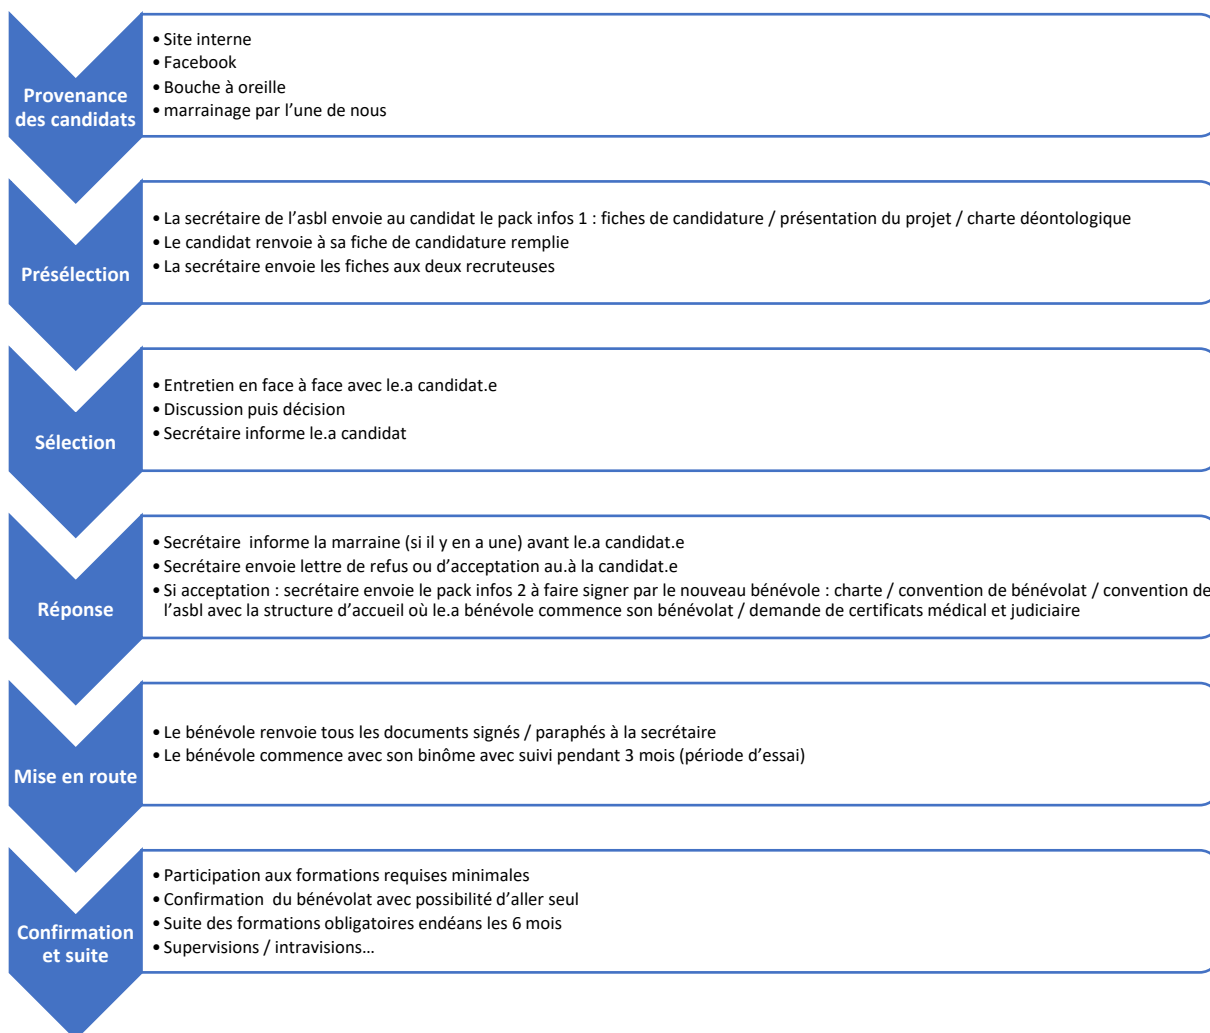 Provenance
des candidats
• Site interne
• Facebook
• Bouche à oreille
• marrainage par l'une de nous
Présélection
• La secrétaire de l'asbl envoie au candidat le pack infos 1 : fiches de candidature / présentation du projet / charte déontologique
• Le candidat renvoie à sa fiche de candidature remplie
• La secrétaire envoie les fiches aux deux recruteuses
Sélection
• Entretien en face à face avec le.a candidat.e
• Discussion puis décision
• Secrétaire informe le.a candidat
Réponse
• Secrétaire  informe la marraine (si il y en a une) avant le.a candidat.e
• Secrétaire envoie lettre de refus ou d'acceptation au.à la candidat.e
• Si acceptation : secrétaire envoie le pack infos 2 à faire signer par le nouveau bénévole : charte / convention de bénévolat / convention de
l'asbl avec la structure d'accueil où le.a bénévole commence son bénévolat / demande de certificats médical et judiciaire
Mise en route
• Le bénévole renvoie tous les documents signés / paraphés à la secrétaire
• Le bénévole commence avec son binôme avec suivi pendant 3 mois (période d'essai)
Confirmation
et suite
• Participation aux formations requises minimales
• Confirmation  du bénévolat avec possibilité d'aller seul
• Suite des formations obligatoires endéans les 6 mois
• Supervisions / intravisions…